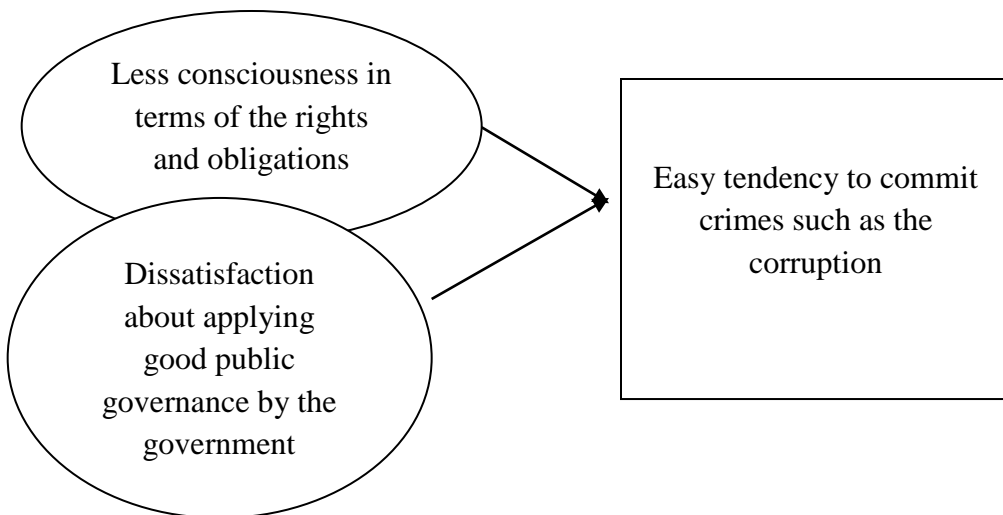 Less consciousness in
terms of the rights
and obligations
Dissatisfaction
about applying
good public
governance by the
government
Easy tendency to commit
crimes such as the
corruption